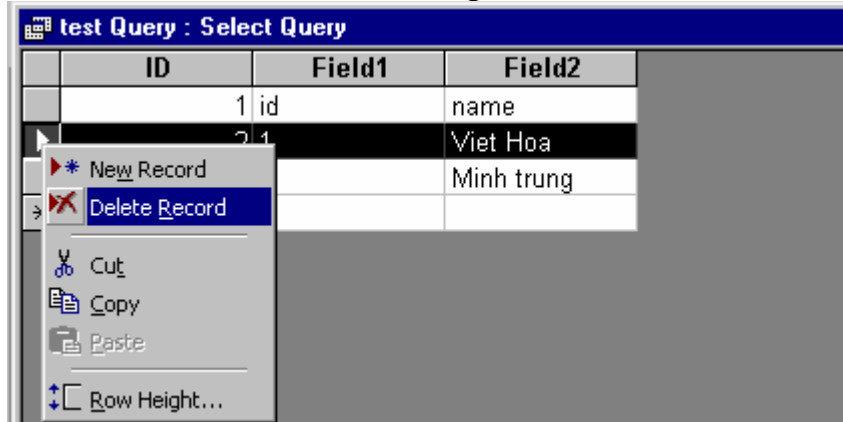 test Query : Select Query
ID Field1 Field2
1 id name
2 1 Viet Hoa
Minh trung
New Record
Delete Record
Cut
Copy
Paste
Row Height...